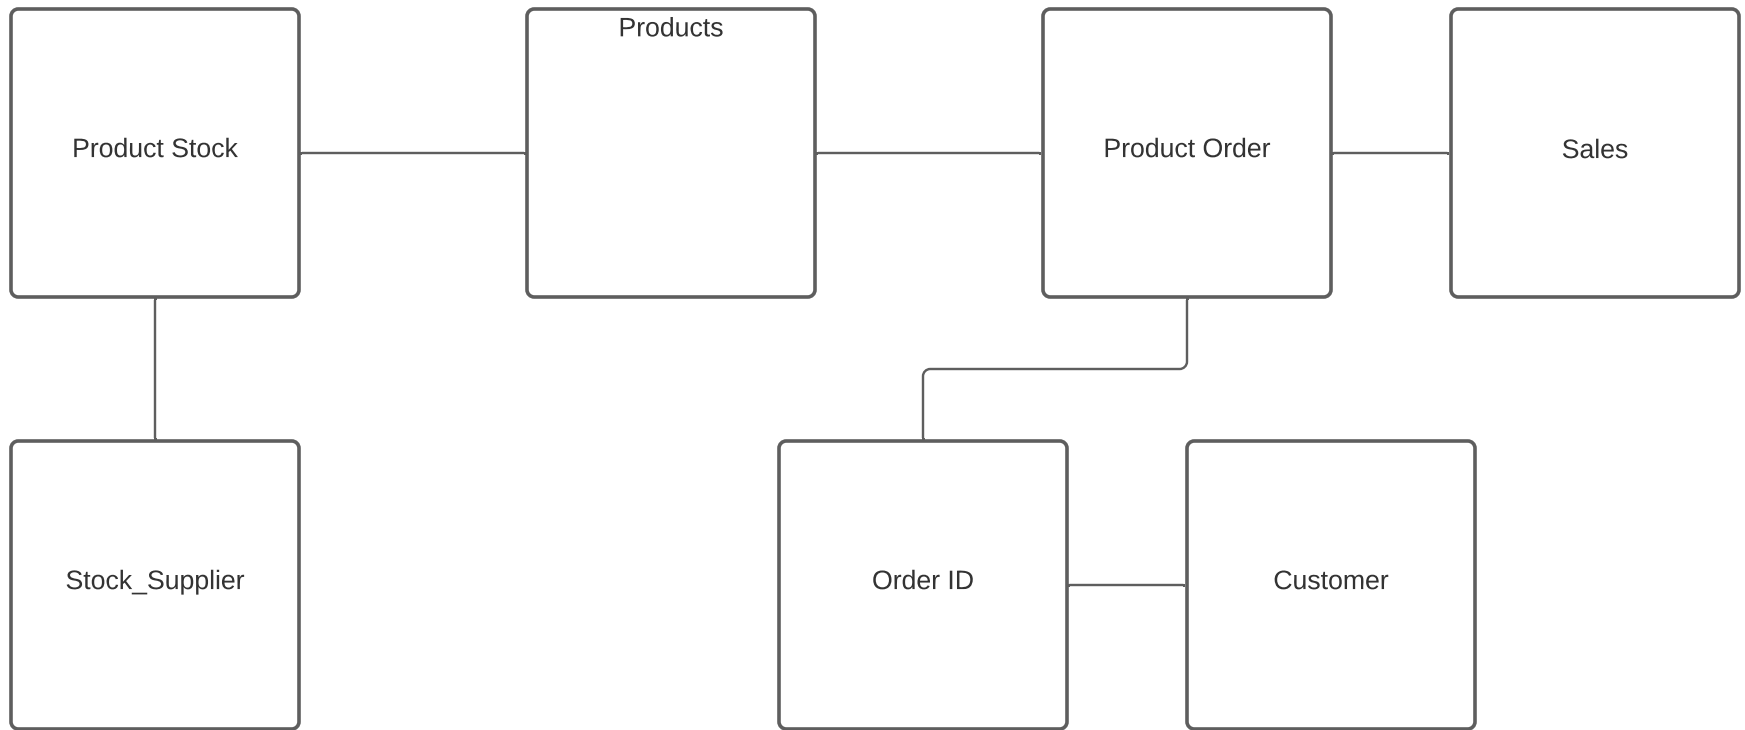 Products
Product Stock
Product Order
Sales
Stock_Supplier
Order ID
Customer